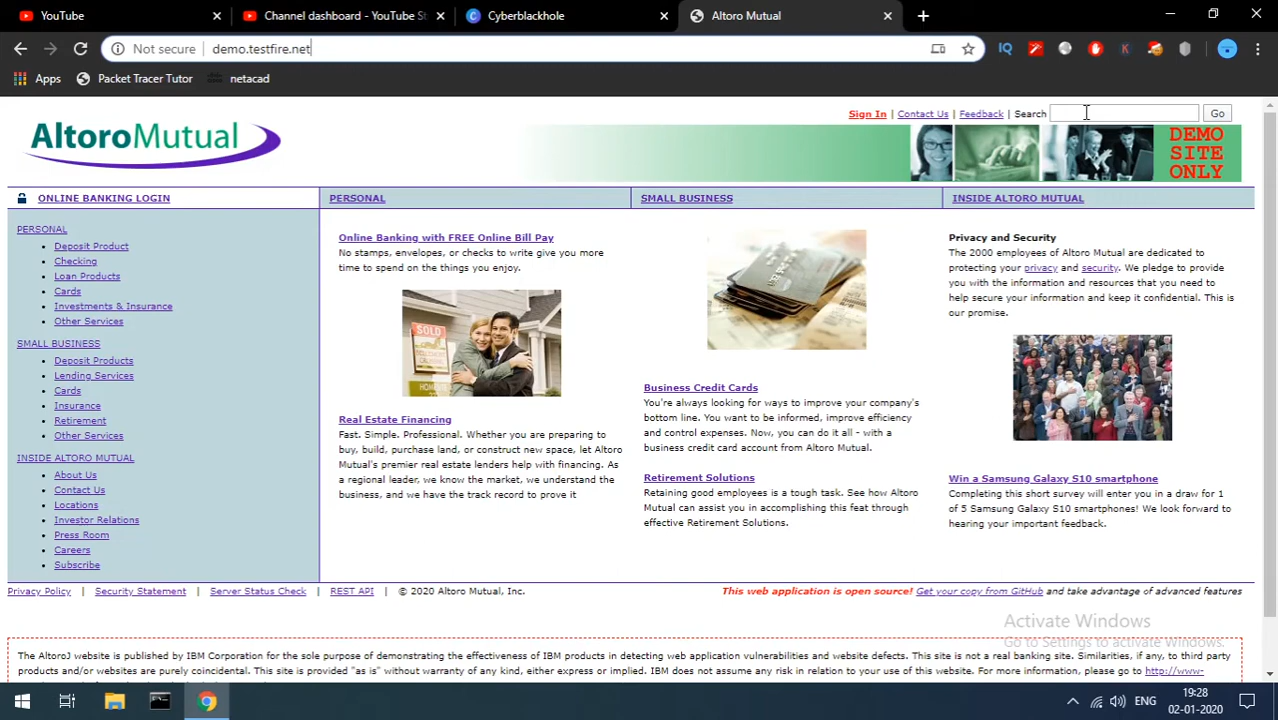 YouTube
Channel dashboard - YouTube St
Cyberblackhole
Altoro Mutual
Not secure
demo.testfire.net
Apps
Packet Tracer Tutor
netacad
Sign In | Contact Us | Feedback | Search
Go
AltoroMutual
DEMO
SITE
ONLY
ONLINE BANKING LOGIN
PERSONAL
SMALL BUSINESS
INSIDE ALTORO MUTUAL
PERSONAL
Deposit Product
Checking
Loan Products
Cards
Investments & Insurance
Other Services
SMALL BUSINESS
Deposit Products
Lending Services
Cards
Insurance
Retirement
Other Services
INSIDE ALTORO MUTUAL
About Us
Contact Us
Locations
Investor Relations
Press Room
Careers
Subscribe
Online Banking with FREE Online Bill Pay
No stamps, envelopes, or checks to write give you more
time to spend on the things you enjoy.
SOLD
Real Estate Financing
Fast. Simple. Professional. Whether you are preparing to
buy, build, purchase land, or construct new space, let Altoro
Mutual's premier real estate lenders help with financing. As
a regional leader, we know the market, we understand the
business, and we have the track record to prove it
Business Credit Cards
You're always looking for ways to improve your company's
bottom line. You want to be informed, improve efficiency
and control expenses. Now, you can do it all - with a
business credit card account from Altoro Mutual.
Retirement Solutions
Retaining good employees is a tough task. See how Altoro
Mutual can assist you in accomplishing this feat through
effective Retirement Solutions.
Privacy and Security
The 2000 employees of Altoro Mutual are dedicated to
protecting your privacy and security. We pledge to provide
you with the information and resources that you need to
help secure your information and keep it confidential. This is
our promise.
Win a Samsung Galaxy S10 smartphone
Completing this short survey will enter you in a draw for 1
of 5 Samsung Galaxy S10 smartphones! We look forward to
hearing your important feedback.
Privacy Policy | Security Statement | Server Status Check | REST API | © 2020 Altoro Mutual, Inc.
This web application is open source! Get your copy from GitHub and take advantage of advanced features
Activate Windows
Go to Settings to activate Windows.
The AltoroJ website is published by IBM Corporation for the sole purpose of demonstrating the effectiveness of IBM products in detecting web application vulnerabilities and website defects. This site is not a real banking site. Similarities, if any, to third party
products and/or websites are purely coincidental. This site is provided "as is" without warranty of any kind, either express or implied. IBM does not assume any risk in relation to your use of this website. For more information, please go to http://www-
ENG
19:28
02-01-2020